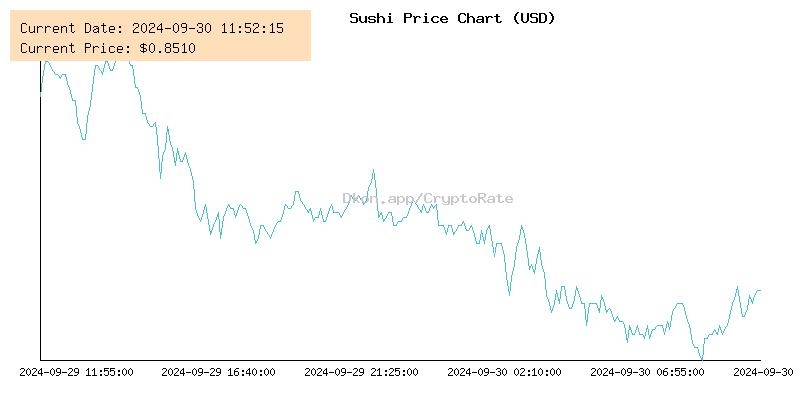 Sushi Price Chart (USD)
Current Date: 2024-09-30 11:52:15
Current Price: $0.8510
Dkon.app/CryptoRate
2024-09-29 11:55:00 2024-09-29 16:40:00 2024-09-29 21:25:00 2024-09-30 02:10:00 2024-09-30 06:55:00 2024-09-30